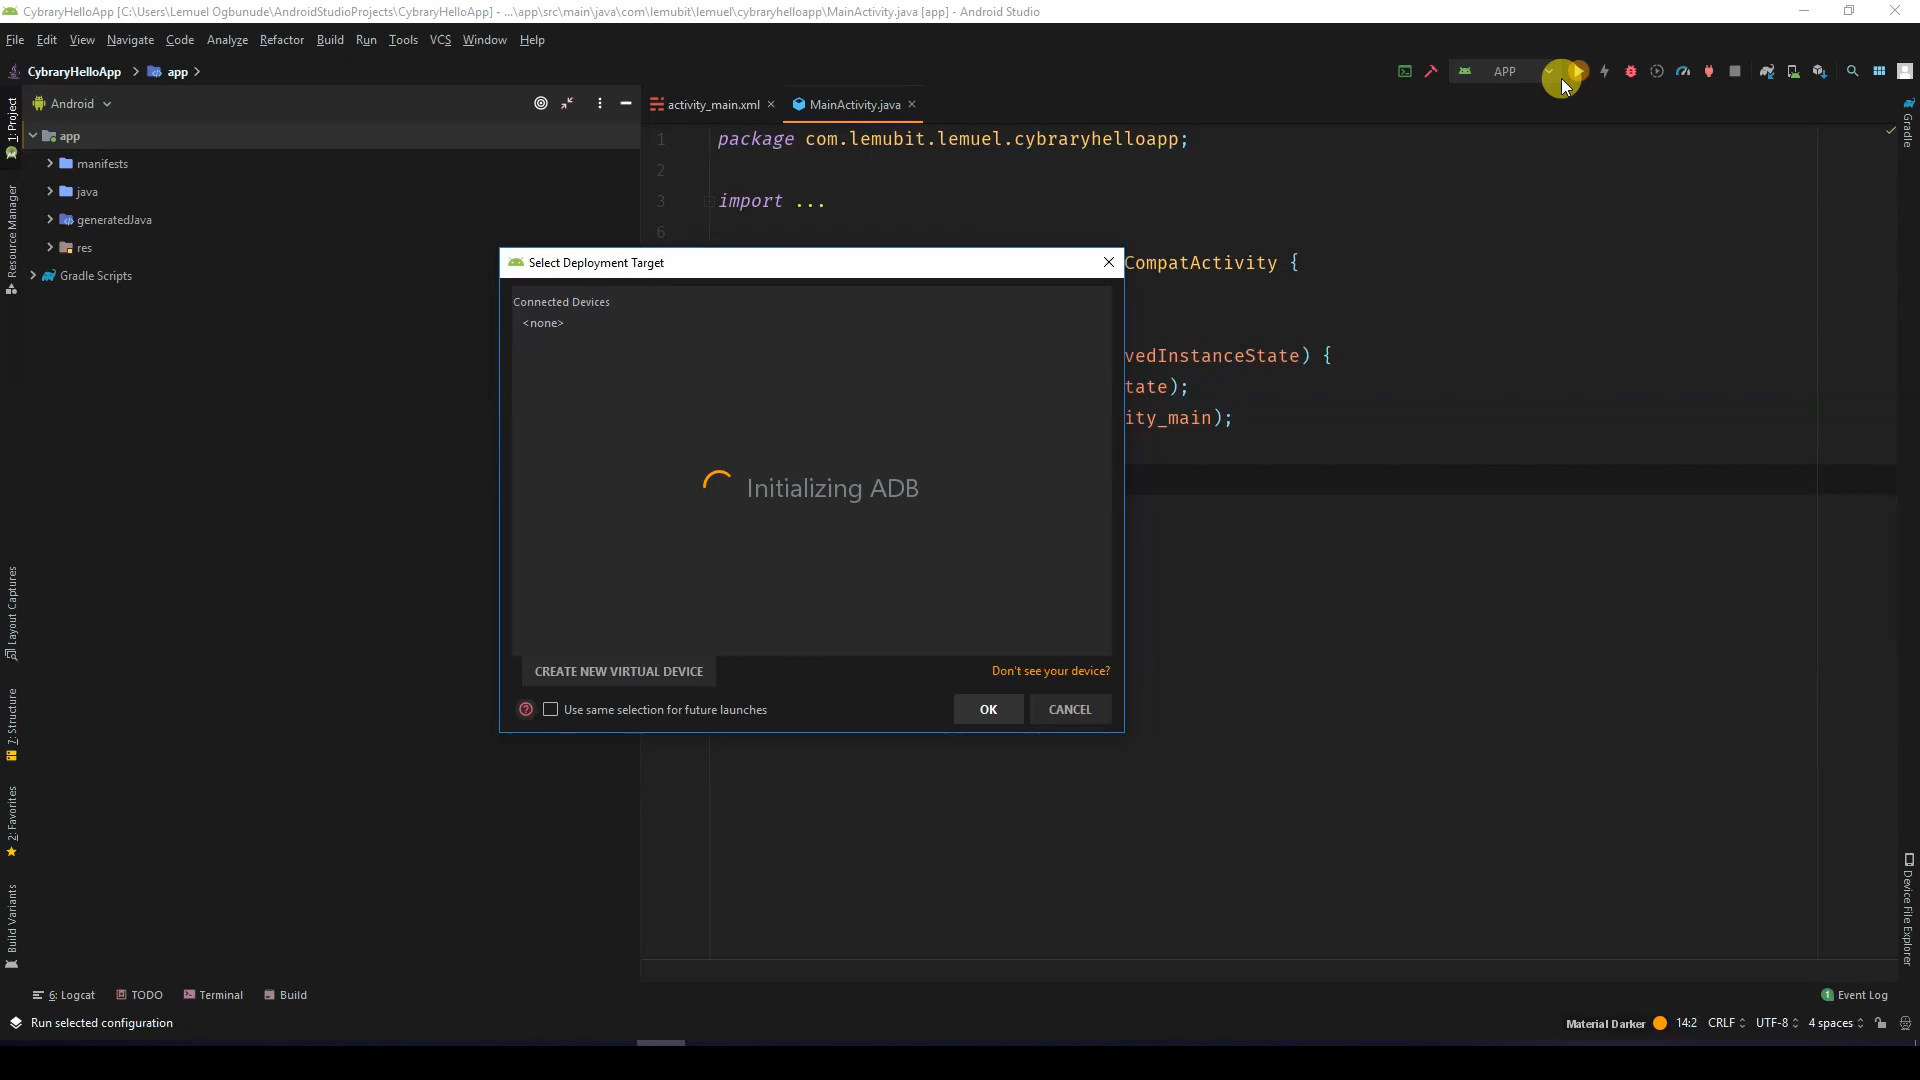 CybraryHelloApp [C:\Users\Lemuel Ogbunude\AndroidStudioProjects\CybraryHelloApp] - ...\app\src\main\java\com\lemubit\lemuel\cybraryhelloapp\MainActivity.java [app] - Android Studio
File Edit View Navigate Code Analyze Refactor Build Run Tools VCS Window Help
CybraryHelloApp app
APP
1: Project
Resource Manager
Layout Captures
7: Structure
2: Favorites
Build Variants
Android
app
manifests
java
generatedJava
res
Gradle Scripts
activity_main.xml
MainActivity.java
1 package com.lemubit.lemuel.cybraryhelloapp;
2
3 import ...
6
CompatActivity {
vedInstanceState) {
tate);
ity_main);
Select Deployment Target
Connected Devices
<none>
Initializing ADB
CREATE NEW VIRTUAL DEVICE
Don't see your device?
Use same selection for future launches
OK
CANCEL
Gradle
Device File Explorer
6: Logcat TODO Terminal Build
1 Event Log
Run selected configuration
Material Darker 14:2 CRLF UTF-8 4 spaces